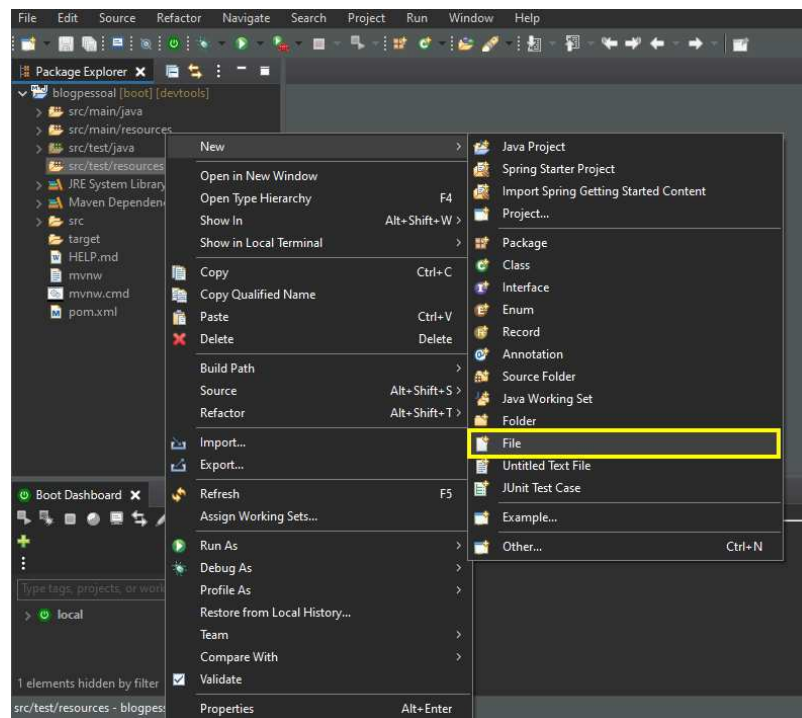 File Edit Source Refactor Navigate Search Project Run Window Help
Package Explorer
blogpessoal [boot] [devtools]
src/main/java
src/main/resources
src/test/java
src/test/resources
JRE System Library
Maven Dependen
src
target
HELP.md
mvnw
mvnw.cmd
pom.xml
New
Open in New Window
Open Type Hierarchy F4
Show In Alt+Shift+W >
Show in Local Terminal >
Copy Ctrl+C
Copy Qualified Name
Paste Ctrl+V
Delete Delete
Build Path >
Source Alt+Shift+S >
Refactor Alt+Shift+T >
Import...
Export...
Refresh F5
Assign Working Sets...
Run As >
Debug As >
Profile As >
Restore from Local History...
Team >
Compare With >
Validate
Properties Alt+Enter
Java Project
Spring Starter Project
Import Spring Getting Started Content
Project...
Package
Class
Interface
Enum
Record
Annotation
Source Folder
Java Working Set
Folder
File
Untitled Text File
JUnit Test Case
Example...
Other... Ctrl+N
Boot Dashboard
Type tags, projects, or work
local
1 elements hidden by filter
src/test/resources - blogpes